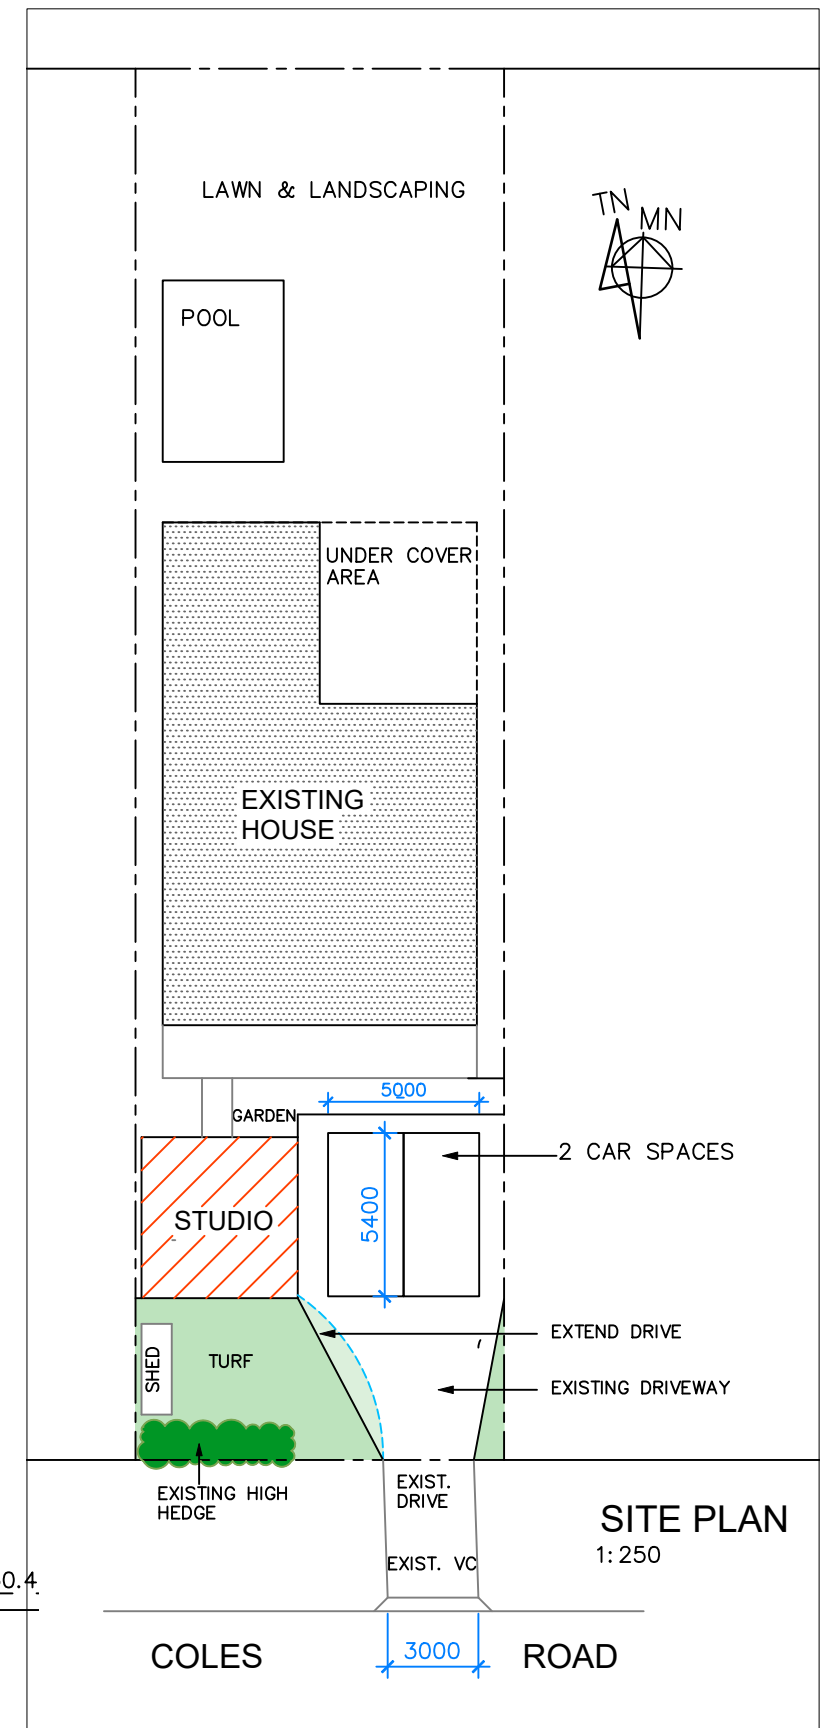 LAWN & LANDSCAPING
TN
MN
POOL
UNDER COVER
AREA
EXISTING
HOUSE
5000
GARDEN
2 CAR SPACES
5400
STUDIO
EXTEND DRIVE
SHED
TURF
EXISTING DRIVEWAY
EXIST.
DRIVE
EXISTING HIGH
HEDGE
SITE PLAN
1:250
EXIST. VC
0.4
COLES
3000
ROAD